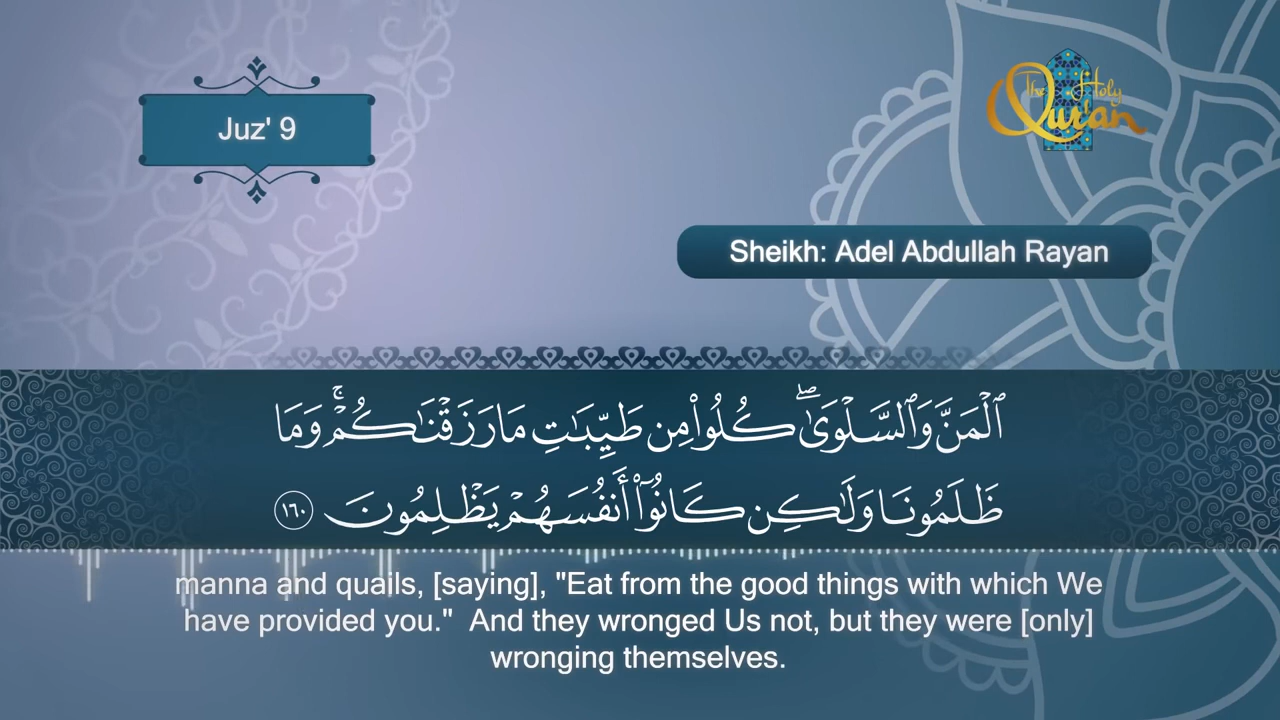 Juz' 9
The Holy Qur'an
Sheikh: Adel Abdullah Rayan
ٱلْمَنَّ وَٱلسَّلْوَىٰۖ كُلُوا۟ مِن طَيِّبَٰتِ مَا رَزَقْنَٰكُمْۚ وَمَا
ظَلَمُونَا وَلَٰكِن كَانُوٓا۟ أَنفُسَهُمْ يَظْلِمُونَ ١٦٠
manna and quails, [saying], "Eat from the good things with which We
have provided you."  And they wronged Us not, but they were [only]
wronging themselves.